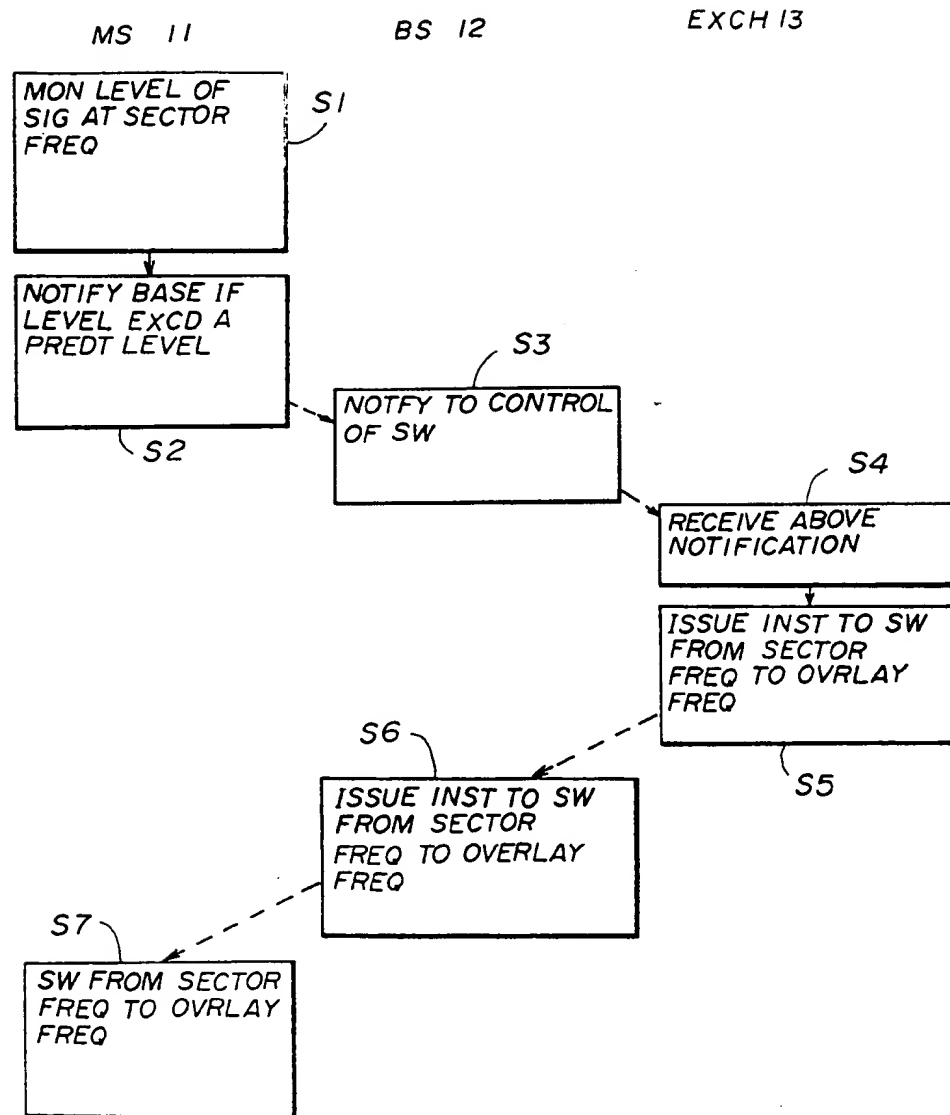 MS 11
BS 12
EXCH 13
MON LEVEL OF
SIG AT SECTOR
FREQ
S1
NOTIFY BASE IF
LEVEL EXCD A
PREDT LEVEL
S2
S3
NOTFY TO CONTROL
OF SW
S4
RECEIVE ABOVE
NOTIFICATION
ISSUE INST TO SW
FROM SECTOR
FREQ TO OVRLAY
FREQ
S5
S6
ISSUE INST TO SW
FROM SECTOR
FREQ TO OVERLAY
FREQ
S7
SW FROM SECTOR
FREQ TO OVRLAY
FREQ